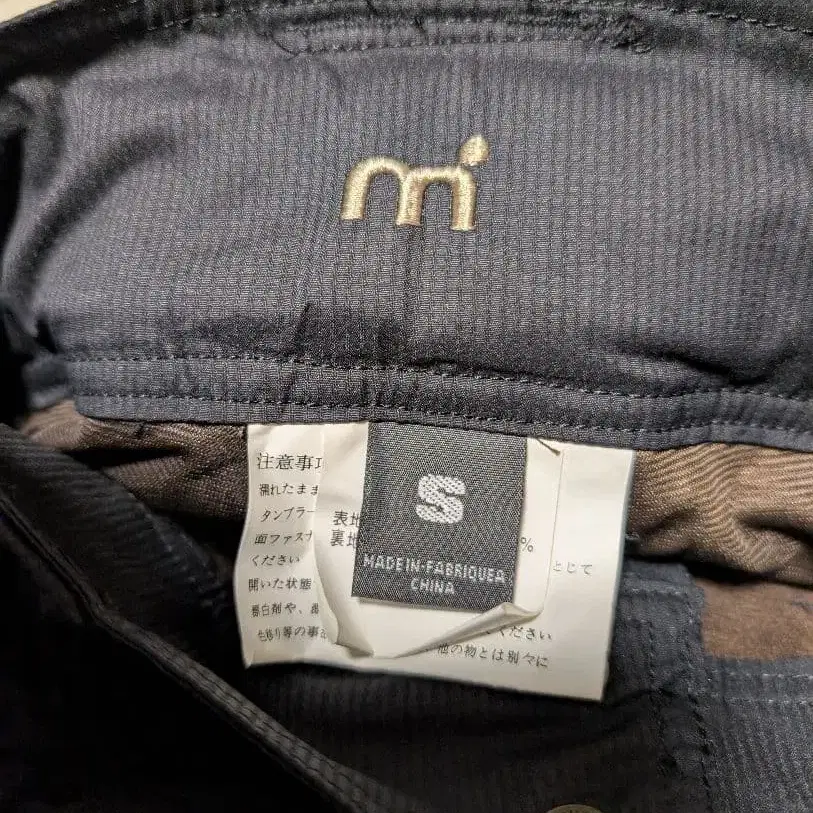 m
注意事項
濡れたまま
タンブラー
面ファスナ
ください
開いた状態
漂白剤や、
色移り等の事
表地
裏地
%
S
MADE IN·FABRIQUE A
CHINA
とじて
ください
他の物とは別々に